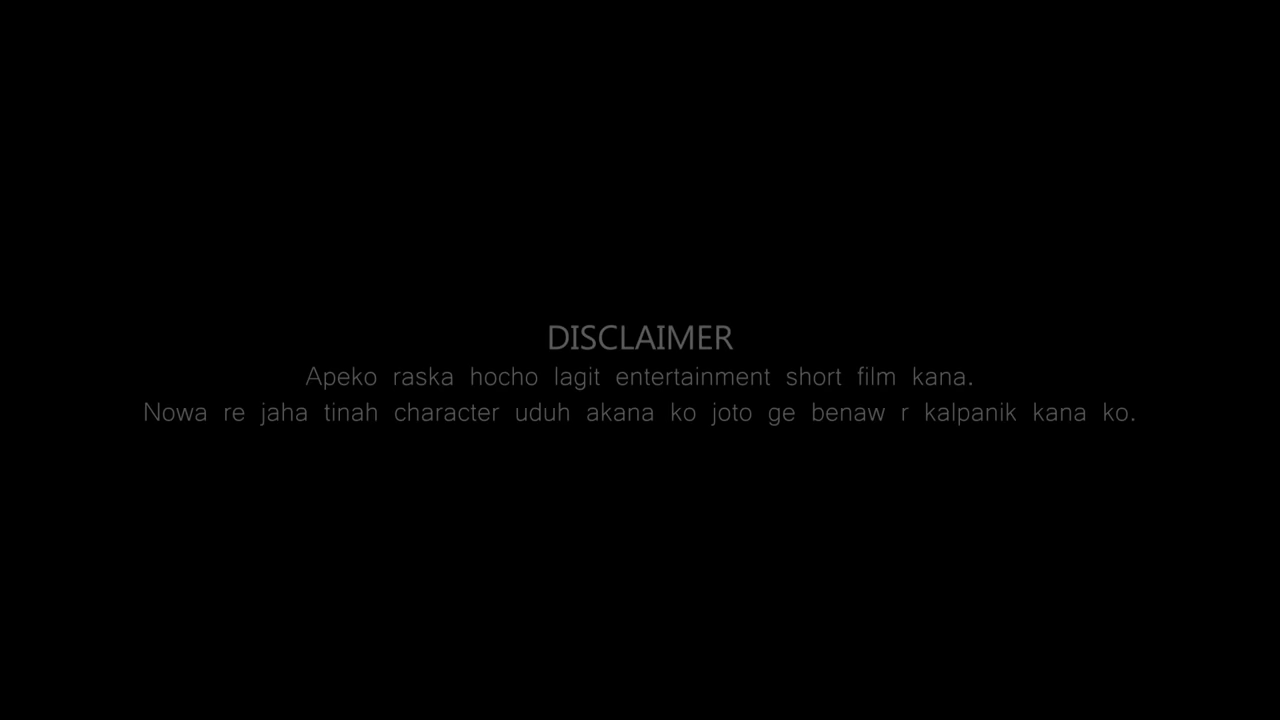 DISCLAIMER
Apeko raska hocho lagit entertainment short film kana.
Nowa re jaha tinah character uduh akana ko joto ge benaw r kalpanik kana ko.